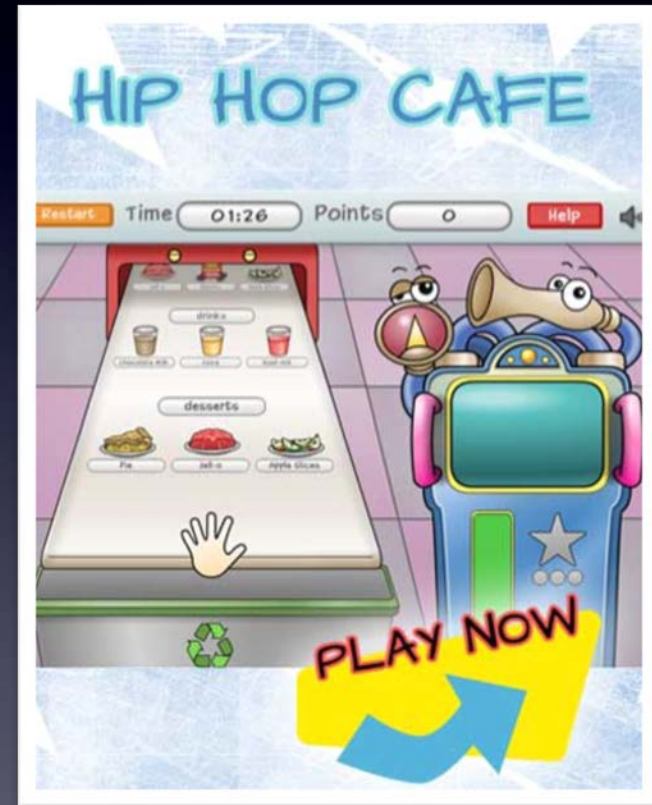 HIP HOP CAFE
Restart Time 01:26 Points 0 Help
drinks
Chocolate Milk Juice
desserts
Pie Jell-o Apple Slices
PLAY NOW